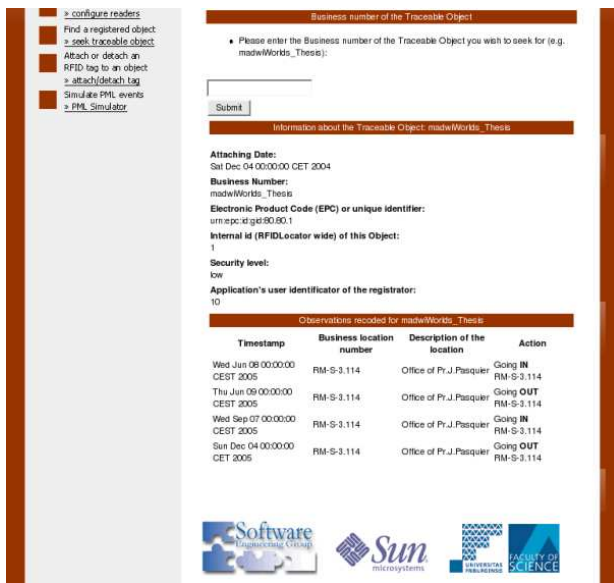 » configure readers
Find a registered object
» seek traceable object
Attach or detach an
RFID tag to an object
» attach/detach tag
Simulate PML events
» PML Simulator
Business number of the Traceable Object
• Please enter the Business number of the Traceable Object you wish to seek for (e.g.
madwiWorlds_Thesis):
Submit
Information about the Traceable Object: madwiWorlds_Thesis
Attaching Date:
Sat Dec 04 00:00:00 CET 2004
Business Number:
madwiWorlds_Thesis
Electronic Product Code (EPC) or unique identifier:
urn:epc:id:gid:80.80.1
Internal id (RFIDLocator wide) of this Object:
1
Security level:
low
Application's user identificator of the registrator:
10
Observations recoded for madwiWorlds_Thesis
Timestamp Business location number Description of the location Action
Wed Jun 08 00:00:00 CEST 2005 RM-S-3.114 Office of Pr.J.Pasquier Going IN RM-S-3.114
Thu Jun 09 00:00:00 CEST 2005 RM-S-3.114 Office of Pr.J.Pasquier Going OUT RM-S-3.114
Wed Sep 07 00:00:00 CEST 2005 RM-S-3.114 Office of Pr.J.Pasquier Going IN RM-S-3.114
Sun Dec 04 00:00:00 CET 2005 RM-S-3.114 Office of Pr.J.Pasquier Going OUT RM-S-3.114
Software
Engineering Group
Sun
microsystems
UNIVERSITAS
FRIBURGENSIS
FACULTY OF
SCIENCE